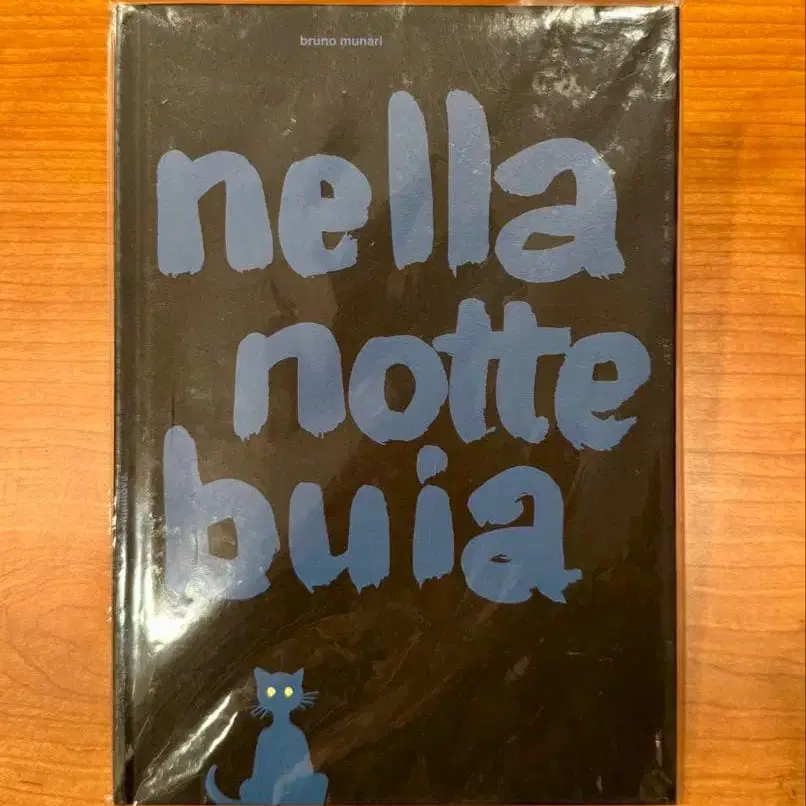 bruno munari
nella
notte
buia